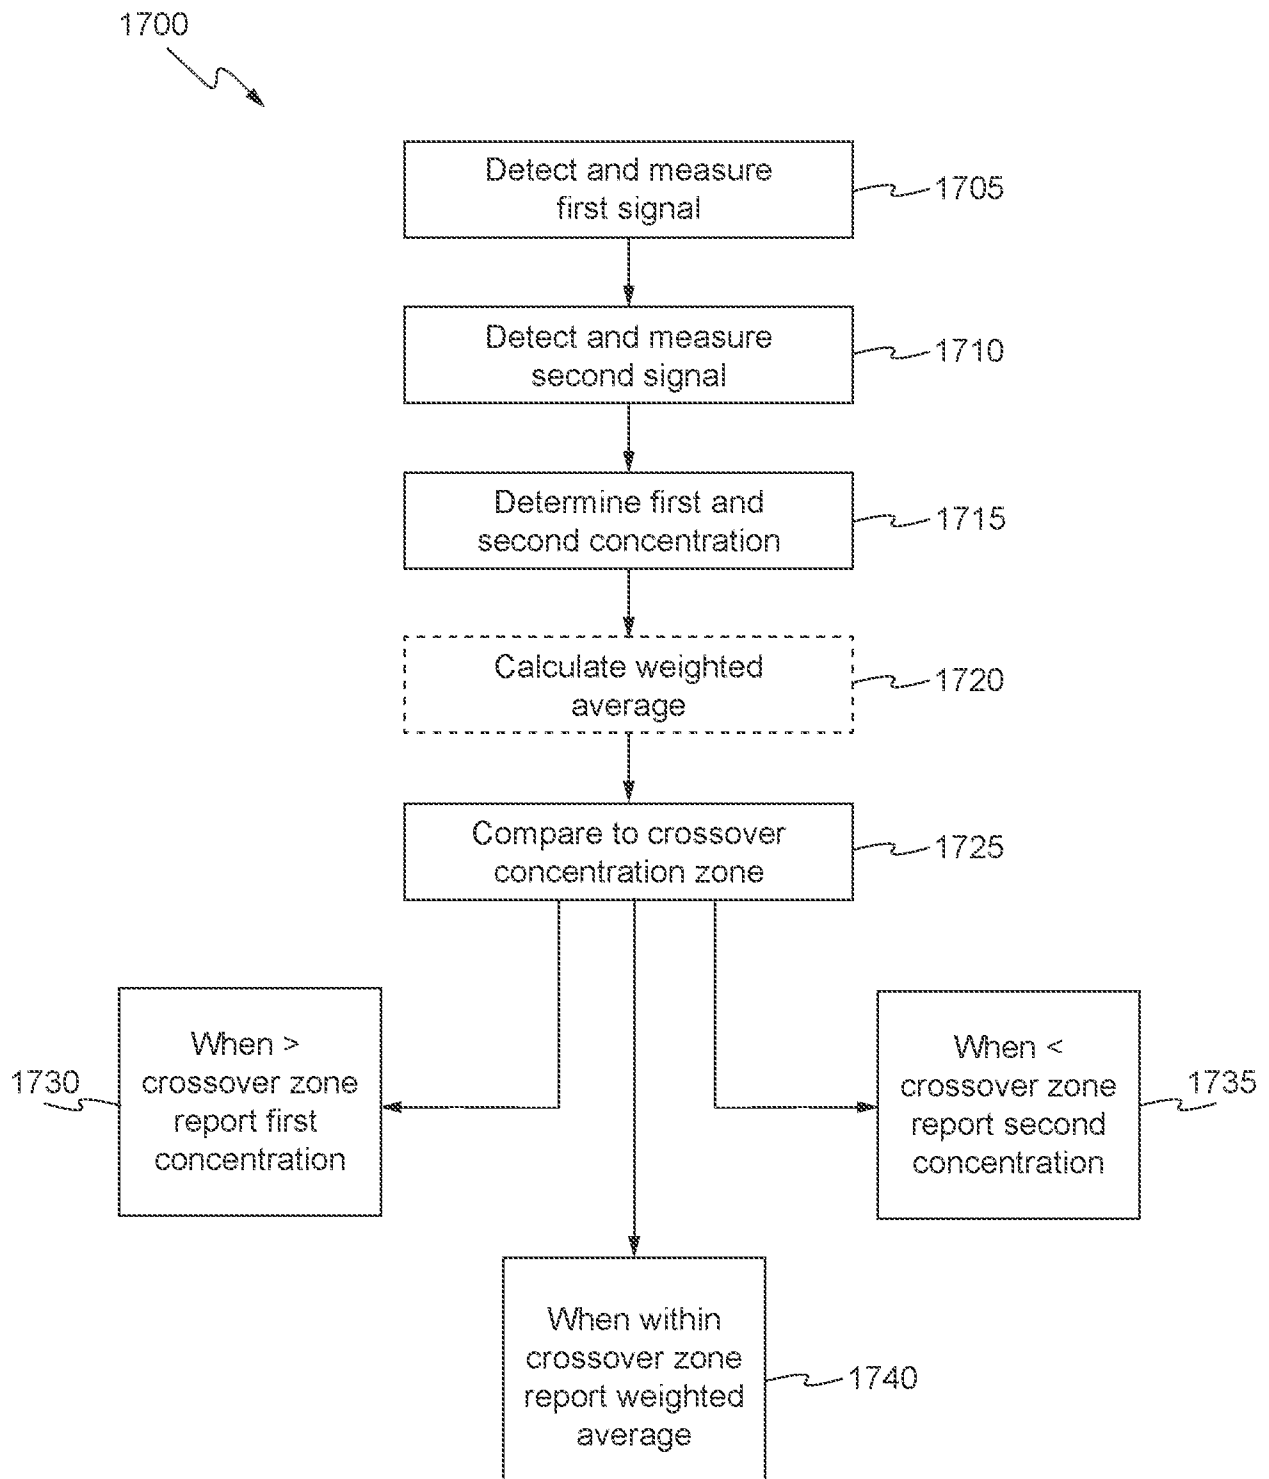 1700
Detect and measure
first signal
1705
Detect and measure
second signal
1710
Determine first and
second concentration
1715
Calculate weighted
average
1720
Compare to crossover
concentration zone
1725
When >
crossover zone
report first
concentration
1730
When <
crossover zone
report second
concentration
1735
When within
crossover zone
report weighted
average
1740